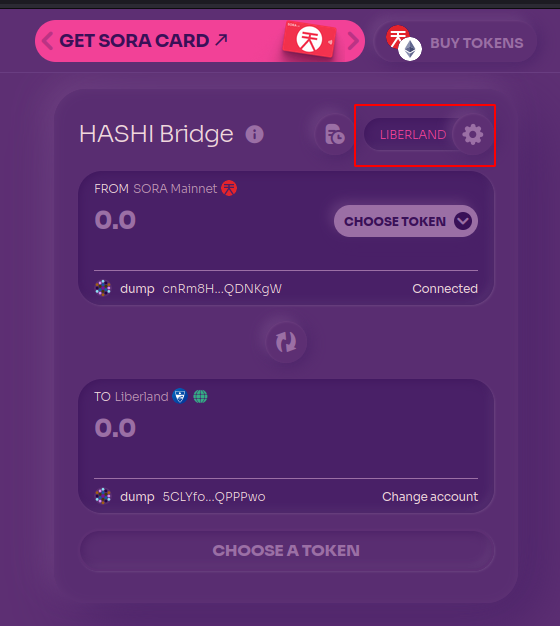 GET SORA CARD ↗
BUY TOKENS
HASHI Bridge
LIBERLAND
FROM SORA Mainnet
0.0
CHOOSE TOKEN
dump cnRm8H...QDNKgW
Connected
TO Liberland
0.0
dump 5CLYfo...QPPPwo
Change account
CHOOSE A TOKEN